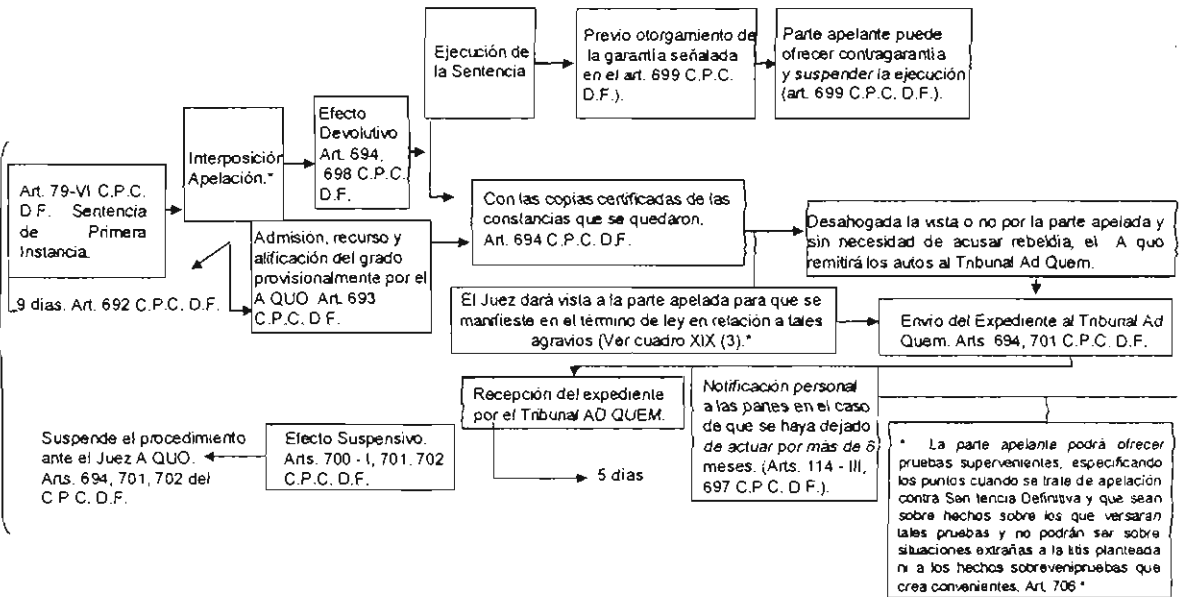 Ejecución de
la Sentencia
Previo otorgamiento de
la garantía señalada
en el art. 699 C.P.C.
D.F.).
Parte apelante puede
ofrecer contragarantía
y suspender la ejecución
(art. 699 C.P.C. D.F.).
Efecto
Devolutivo
Art. 694,
698 C.P.C.
D.F.
Interposición
Apelación.*
Art. 79-VI C.P.C.
D.F. Sentencia
de Primera
Instancia.
9 dias. Art. 692 C.P.C. D.F.
Admisión, recurso y
alificación del grado
provisionalmente por el
A QUO. Art. 693
C.P.C. D F.
Con las copias certificadas de las
constancias que se quedaron.
Art. 694 C.P.C. D.F.
Desahogada la vista o no por la parte apelada y
sin necesidad de acusar rebeldía, el A quo
remitirá los autos al Tribunal Ad Quem.
El Juez dará vista a la parte apelada para que se
manifieste en el término de ley en relación a tales
agravios (Ver cuadro XIX (3).*
Envio del Expediente al Tribunal Ad
Quem. Arts. 694, 701 C.P.C. D.F.
Recepción del expediente
por el Tribunal AD QUEM.
5 dias
Notificación personal
a las partes en el caso
de que se haya dejado
de actuar por más de 6
meses. (Arts. 114 - III,
697 C.P C. D F.).
Efecto Suspensivo.
Arts. 700 - I, 701. 702
C.P.C. D.F.
Suspende el procedimiento
ante el Juez A QUO.
Arts. 694, 701, 702 del
C P C. D.F.
* La parte apelante podrá ofrecer
pruebas supervenientes, especificando
los puntos cuando se trate de apelación
contra Sen tencia Definitiva y que sean
sobre hechos sobre los que versaran
tales pruebas y no podrán ser sobre
situaciones extrañas a la litis planteada
ni a los hechos sobrevenipruebas que
crea convenientes. Art. 706 *